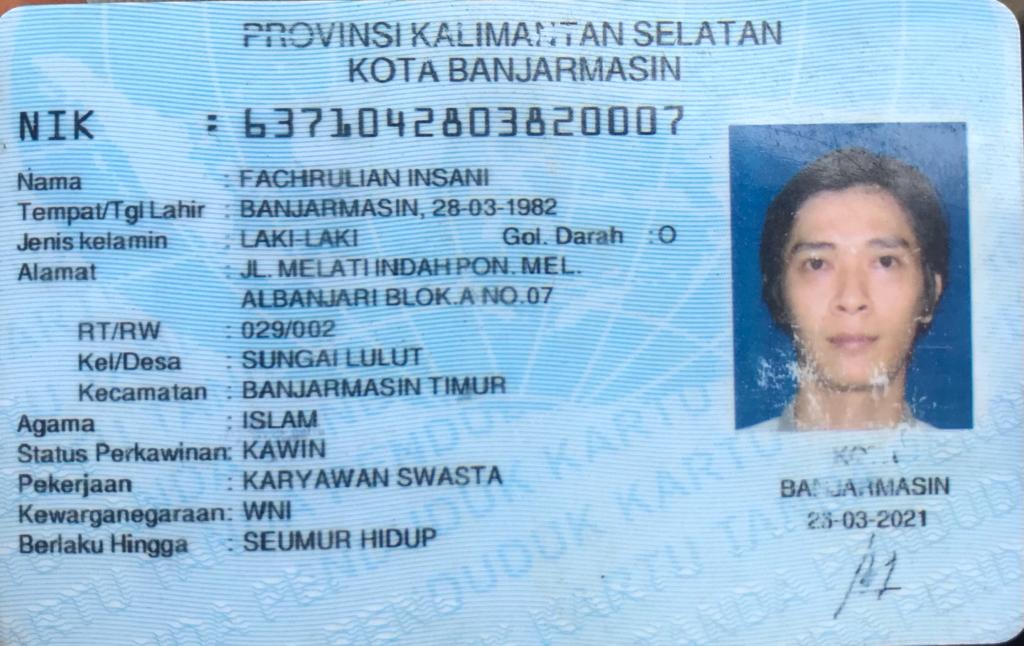 PROVINSI KALIMANTAN SELATAN
KOTA BANJARMASIN
NIK : 6371042803820007
Nama : FACHRULIAN INSANI
Tempat/Tgl Lahir : BANJARMASIN, 28-03-1982
Jenis kelamin : LAKI-LAKI Gol. Darah : O
Alamat : JL. MELATI INDAH PON. MEL.
ALBANJARI BLOK.A NO.07
RT/RW : 029/002
Kel/Desa : SUNGAI LULUT
Kecamatan : BANJARMASIN TIMUR
Agama : ISLAM
Status Perkawinan: KAWIN
Pekerjaan : KARYAWAN SWASTA
Kewarganegaraan: WNI
Berlaku Hingga : SEUMUR HIDUP
KOTA
BANJARMASIN